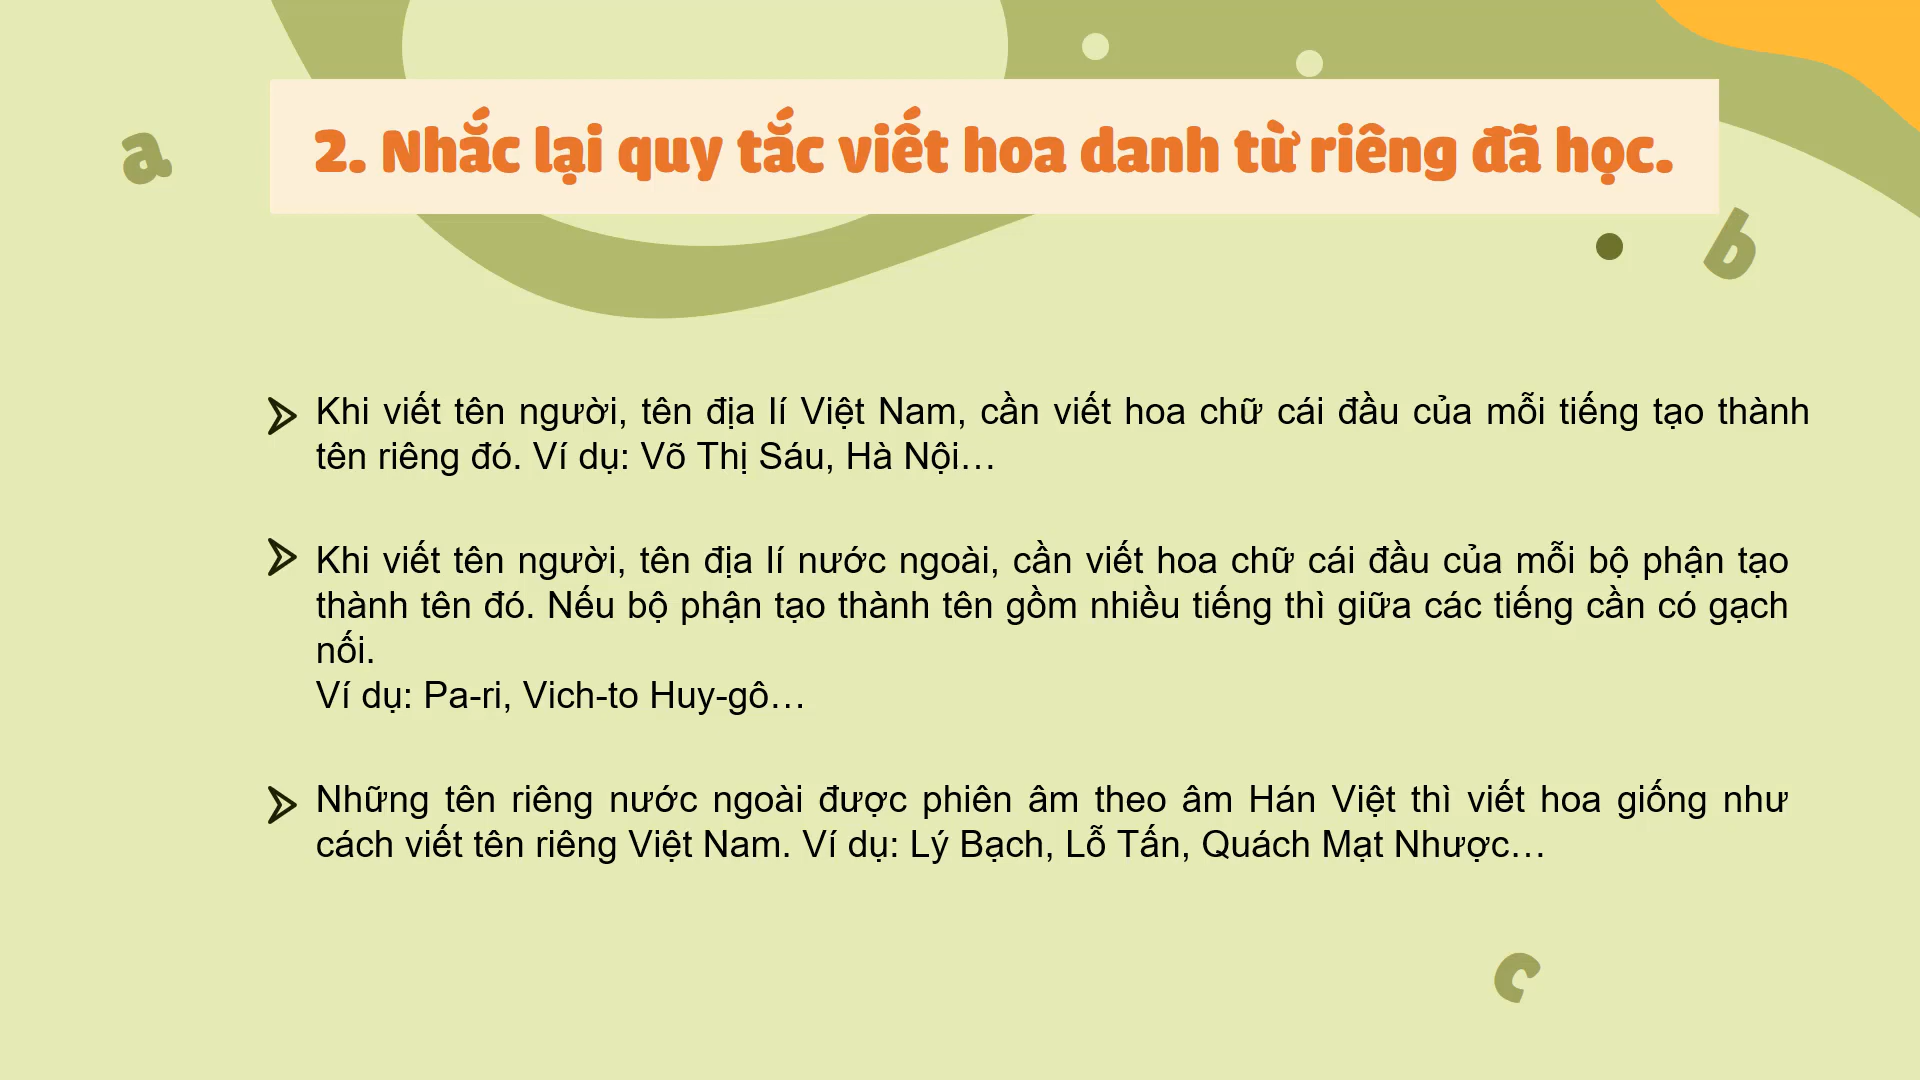 2. Nhắc lại quy tắc viết hoa danh từ riêng đã học.
a
b
Khi viết tên người, tên địa lí Việt Nam, cần viết hoa chữ cái đầu của mỗi tiếng tạo thành
tên riêng đó. Ví dụ: Võ Thị Sáu, Hà Nội…
Khi viết tên người, tên địa lí nước ngoài, cần viết hoa chữ cái đầu của mỗi bộ phận tạo
thành tên đó. Nếu bộ phận tạo thành tên gồm nhiều tiếng thì giữa các tiếng cần có gạch
nối.
Ví dụ: Pa-ri, Vich-to Huy-gô…
Những tên riêng nước ngoài được phiên âm theo âm Hán Việt thì viết hoa giống như
cách viết tên riêng Việt Nam. Ví dụ: Lý Bạch, Lỗ Tấn, Quách Mạt Nhược…
c